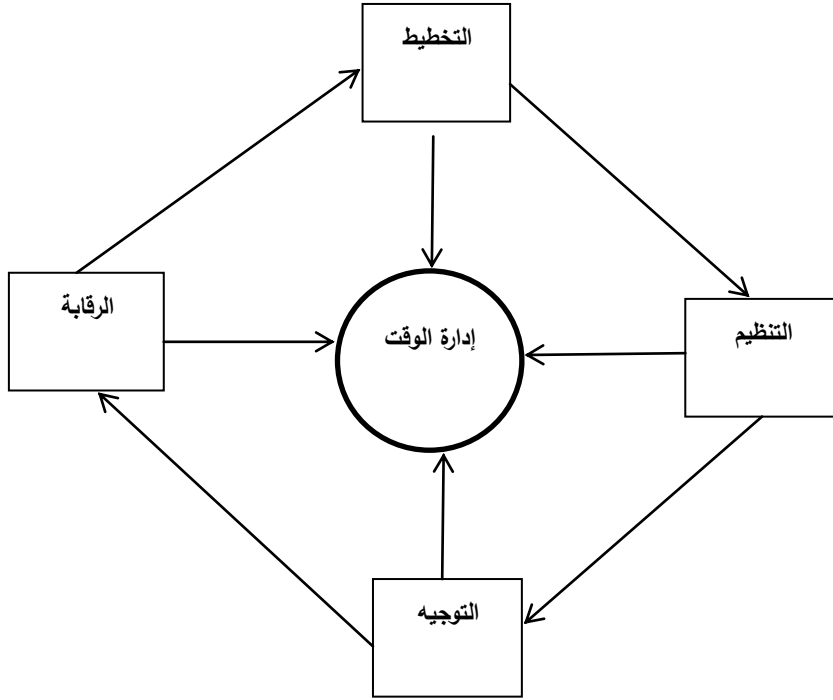 التخطيط
الرقابة
إدارة الوقت
التنظيم
التوجيه